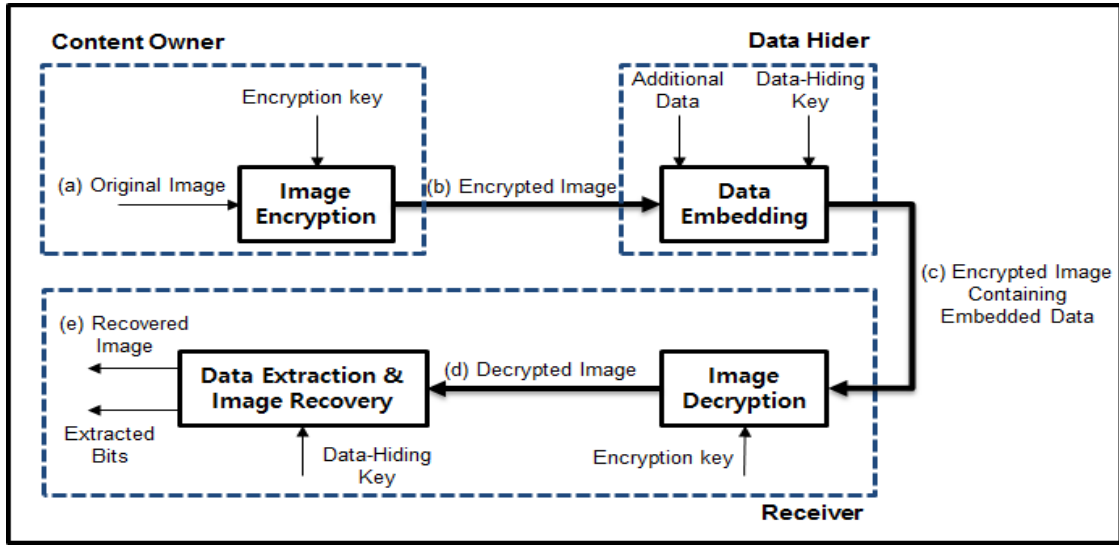 Content Owner
Data Hider
Encryption key
Additional
Data
Data-Hiding
Key
(a) Original Image
Image
Encryption
(b) Encrypted Image
Data
Embedding
(c) Encrypted Image
Containing
Embedded Data
(e) Recovered
Image
Data Extraction &
Image Recovery
(d) Decrypted Image
Image
Decryption
Extracted
Bits
Data-Hiding
Key
Encryption key
Receiver